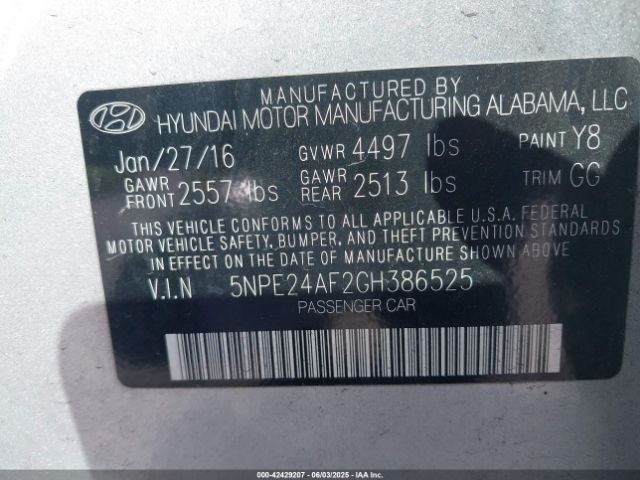 MANUFACTURED BY
HYUNDAI MOTOR MANUFACTURING ALABAMA, LLC
Jan/27/16 GVWR 4497 lbs PAINT Y8
GAWR FRONT 2557 lbs GAWR REAR 2513 lbs TRIM GG
THIS VEHICLE CONFORMS TO ALL APPLICABLE U.S.A. FEDERAL
MOTOR VEHICLE SAFETY, BUMPER, AND THEFT PREVENTION STANDARDS
IN EFFECT ON THE DATE OF MANUFACTURE SHOWN ABOVE.
V.I.N 5NPE24AF2GH386525
PASSENGER CAR
000-42429207 - 06/03/2025 - IAAI.COM